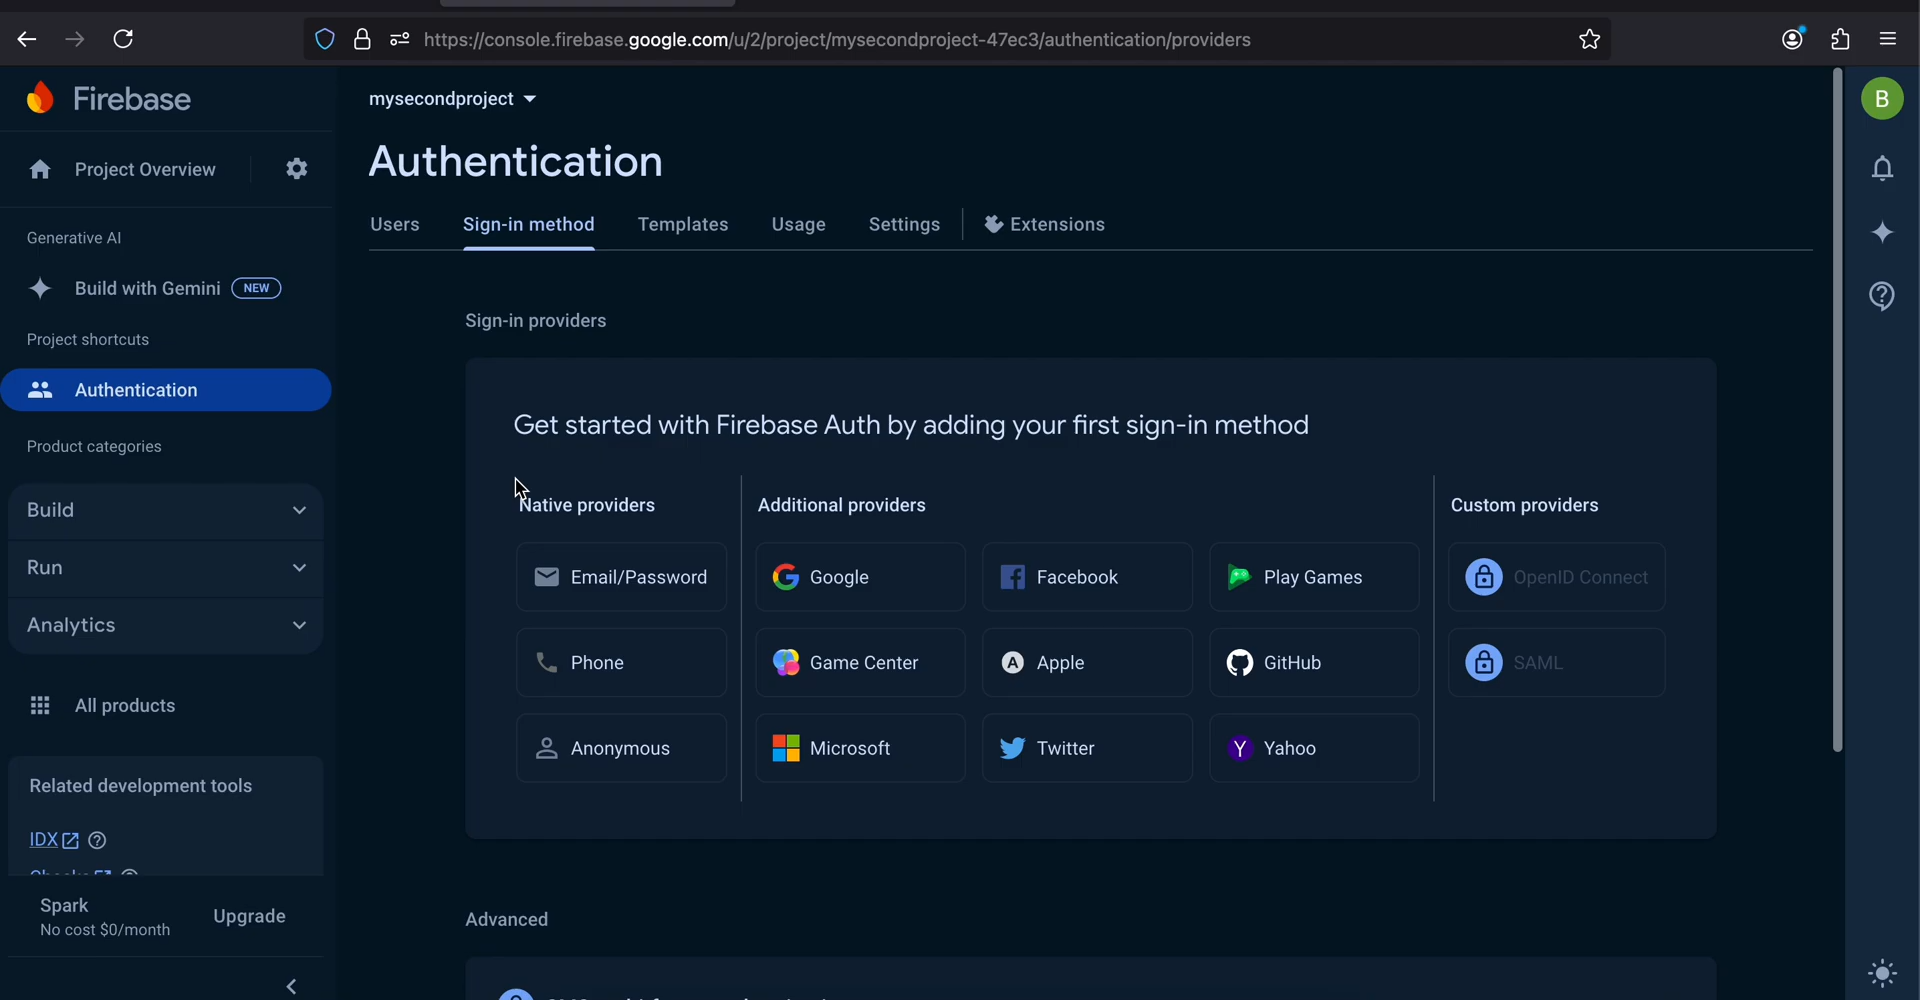 https://console.firebase.google.com/u/2/project/mysecondproject-47ec3/authentication/providers
Firebase
Project Overview
Generative AI
Build with Gemini NEW
Project shortcuts
Authentication
Product categories
Build
Run
Analytics
All products
Related development tools
IDX
Spark
No cost $0/month
Upgrade
mysecondproject
Authentication
Users Sign-in method Templates Usage Settings Extensions
Sign-in providers
Get started with Firebase Auth by adding your first sign-in method
Native providers
Email/Password
Phone
Anonymous
Additional providers
Google Facebook Play Games
Game Center Apple GitHub
Microsoft Twitter Yahoo
Custom providers
OpenID Connect
SAML
Advanced
B